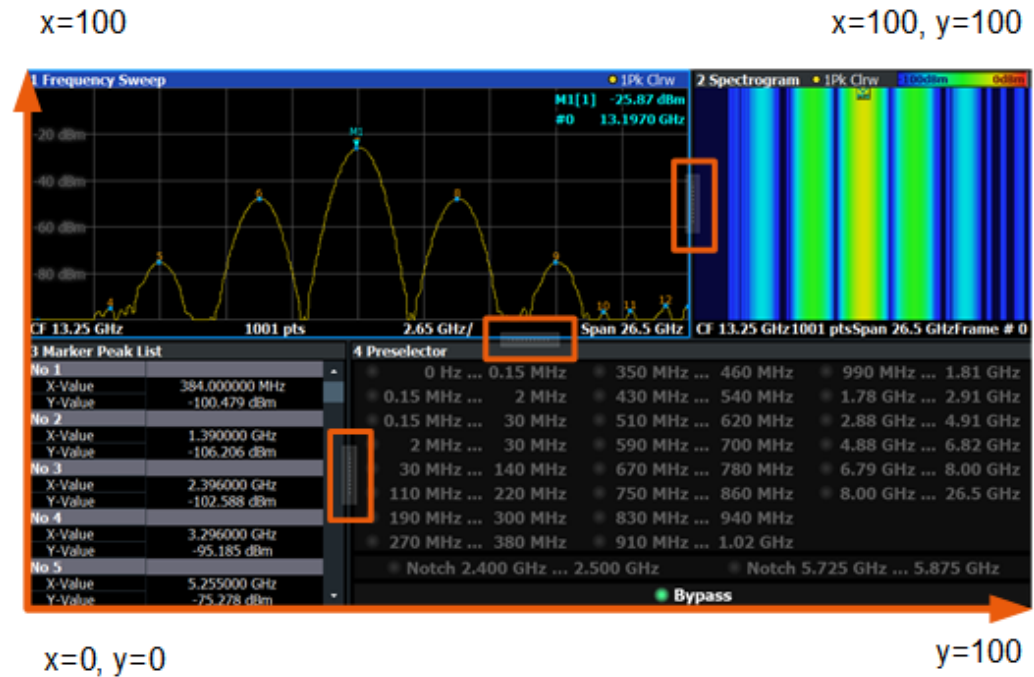 x=100
x=100, y=100
1 Frequency Sweep
1Pk Clrw
M1[1] -25.87 dBm
#0 13.1970 GHz
M1
-20 dBm
-40 dBm
-60 dBm
-80 dBm
4
5
6
8
9
10
11
12
CF 13.25 GHz
1001 pts
2.65 GHz/
Span 26.5 GHz
2 Spectrogram
1Pk Clrw
-100dBm
0dBm
CF 13.25 GHz 1001 pts Span 26.5 GHz Frame # 0
3 Marker Peak List
No 1
X-Value 384.000000 MHz
Y-Value -100.479 dBm
No 2
X-Value 1.390000 GHz
Y-Value -106.206 dBm
No 3
X-Value 2.396000 GHz
Y-Value -102.588 dBm
No 4
X-Value 3.296000 GHz
Y-Value -95.185 dBm
No 5
X-Value 5.255000 GHz
Y-Value -75.278 dBm
4 Preselector
0 Hz ... 0.15 MHz 350 MHz ... 460 MHz 990 MHz ... 1.81 GHz
0.15 MHz ... 2 MHz 430 MHz ... 540 MHz 1.78 GHz ... 2.91 GHz
0.15 MHz ... 30 MHz 510 MHz ... 620 MHz 2.88 GHz ... 4.91 GHz
2 MHz ... 30 MHz 590 MHz ... 700 MHz 4.88 GHz ... 6.82 GHz
30 MHz ... 140 MHz 670 MHz ... 780 MHz 6.79 GHz ... 8.00 GHz
110 MHz ... 220 MHz 750 MHz ... 860 MHz 8.00 GHz ... 26.5 GHz
190 MHz ... 300 MHz 830 MHz ... 940 MHz
270 MHz ... 380 MHz 910 MHz ... 1.02 GHz
Notch 2.400 GHz ... 2.500 GHz Notch 5.725 GHz ... 5.875 GHz
Bypass
x=0, y=0
y=100